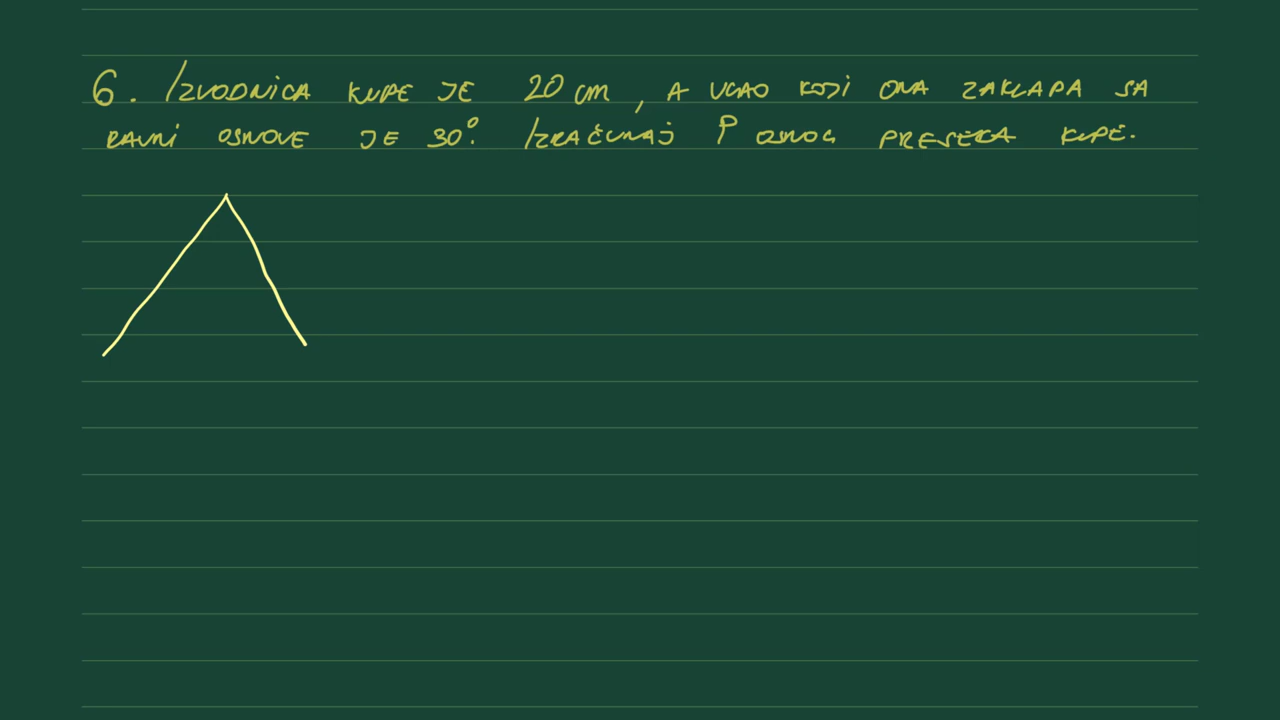 6. IZVODNICA KUPE JE 20 cm, A UGAO KOJI ONA ZAKLAPA SA
RAVNI OSNOVE JE 30°. IZRAČUNAJ P OSNOG PRESEKA KUPE.